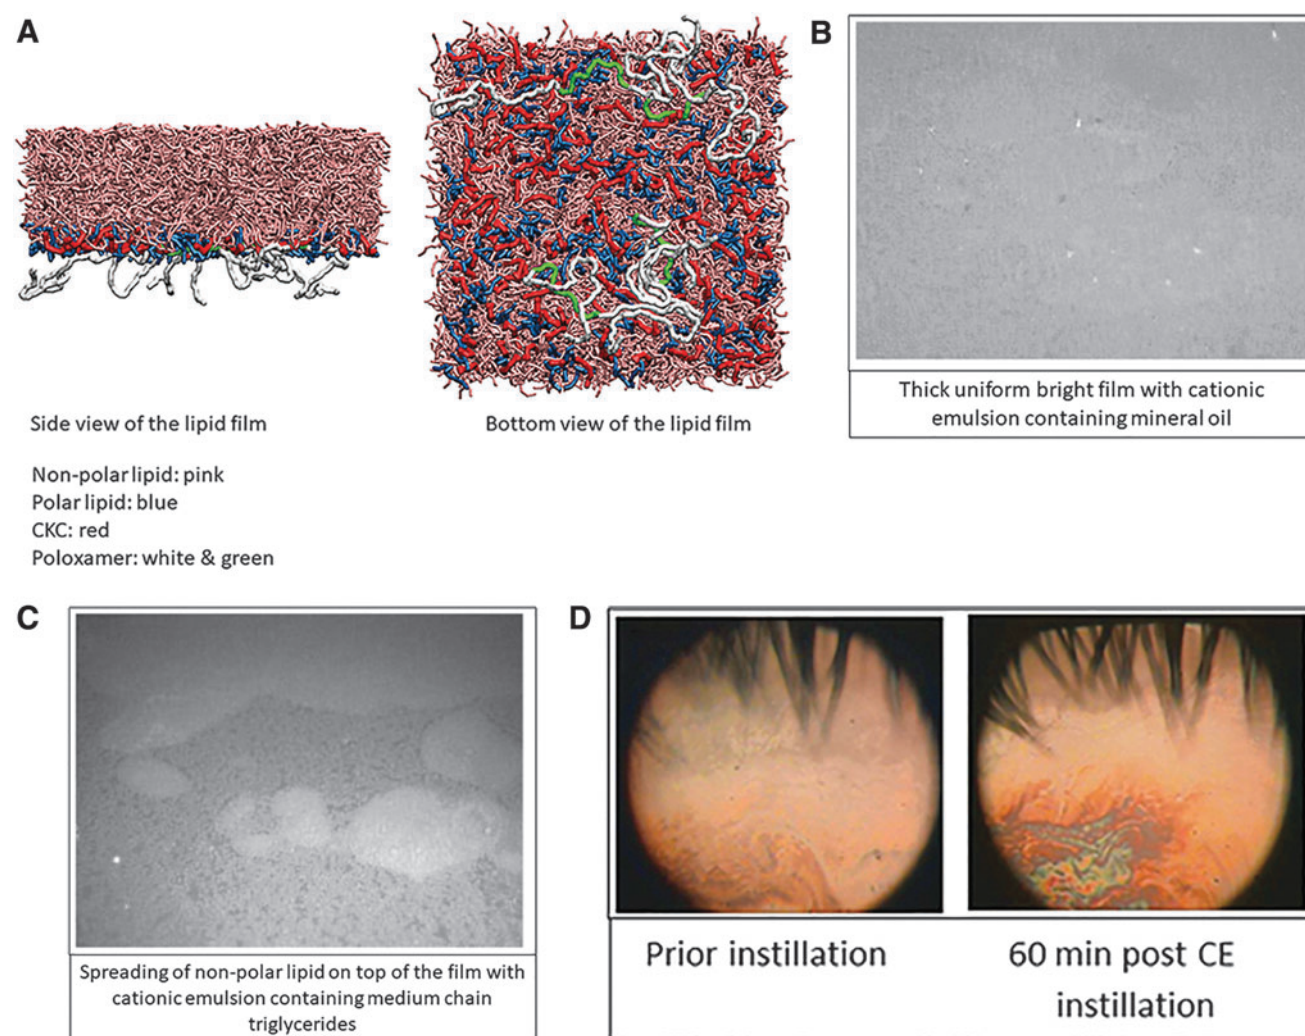 A
B
Side view of the lipid film
Bottom view of the lipid film
Non-polar lipid: pink
Polar lipid: blue
CKC: red
Poloxamer: white & green
Thick uniform bright film with cationic
emulsion containing mineral oil
C
D
Spreading of non-polar lipid on top of the film with
cationic emulsion containing medium chain
triglycerides
Prior instillation
60 min post CE
instillation